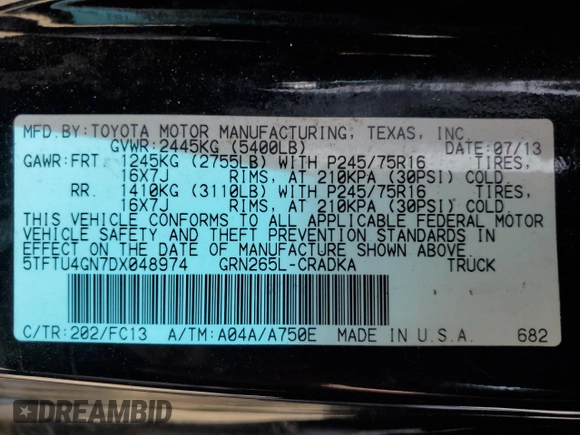 MFD.BY:TOYOTA MOTOR MANUFACTURING, TEXAS, INC.
GVWR:2445KG (5400LB) DATE:07/13
GAWR:FRT. 1245KG (2755LB) WITH P245/75R16 TIRES,
16X7J RIMS, AT 210KPA (30PSI) COLD
RR. 1410KG (3110LB) WITH P245/75R16 TIRES,
16X7J RIMS, AT 210KPA (30PSI) COLD
THIS VEHICLE CONFORMS TO ALL APPLICABLE FEDERAL MOTOR
VEHICLE SAFETY AND THEFT PREVENTION STANDARDS IN
EFFECT ON THE DATE OF MANUFACTURE SHOWN ABOVE
5TFTU4GN7DX048974 GRN265L-CRADKA TRUCK
C/TR:202/FC13 A/TM:A04A/A750E MADE IN U.S.A. 682
DREAMBID